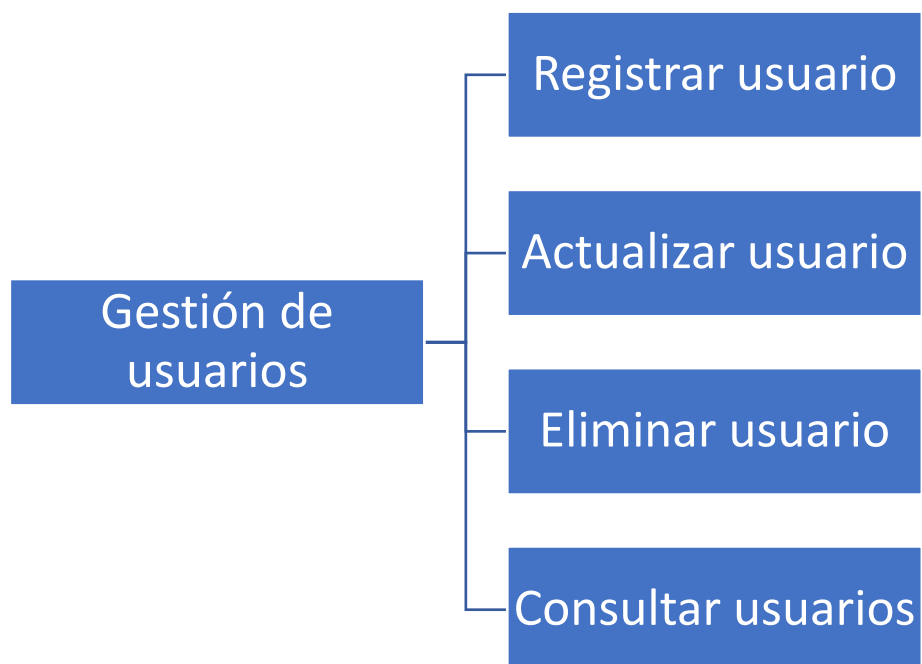 Registrar usuario
Actualizar usuario
Gestión de
usuarios
Eliminar usuario
Consultar usuarios